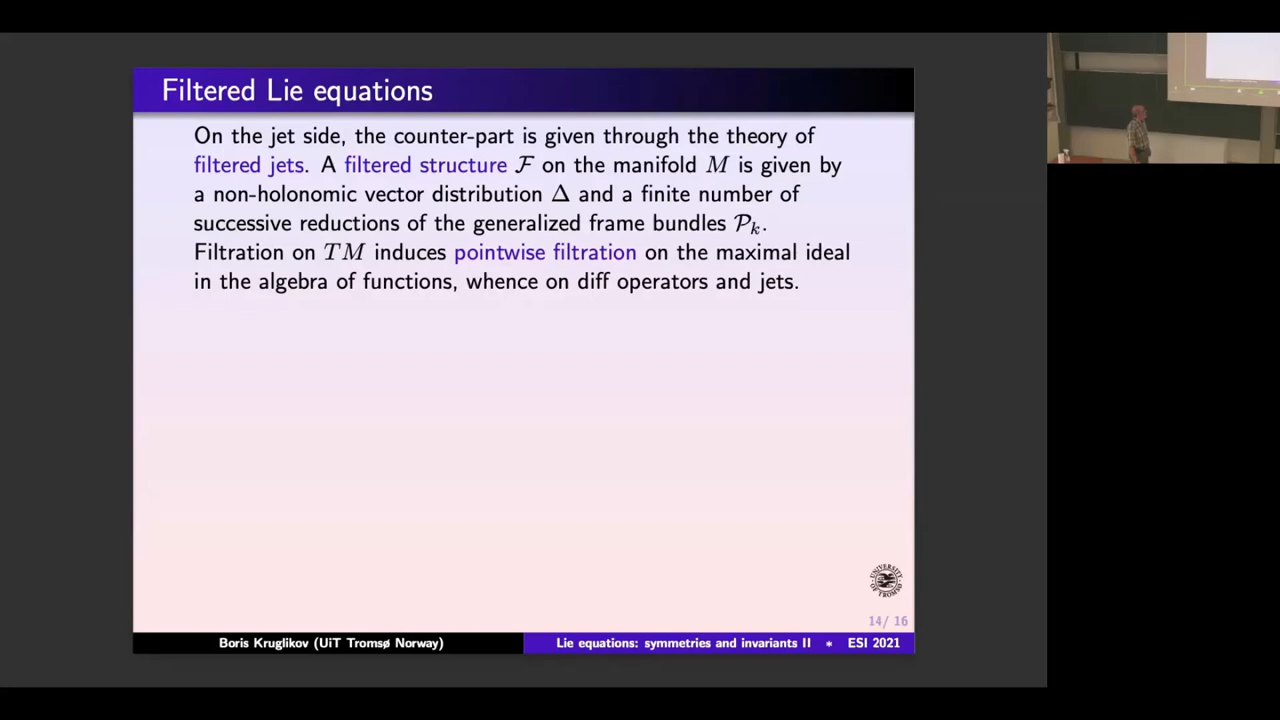 Filtered Lie equations
On the jet side, the counter-part is given through the theory of
filtered jets. A filtered structure ℱ on the manifold M is given by
a non-holonomic vector distribution Δ and a finite number of
successive reductions of the generalized frame bundles 𝒫ₖ.
Filtration on TM induces pointwise filtration on the maximal ideal
in the algebra of functions, whence on diff operators and jets.
UNIVERSITY OF TROMSØ
14/ 16
Boris Kruglikov (UiT Tromsø Norway)
Lie equations: symmetries and invariants II * ESI 2021